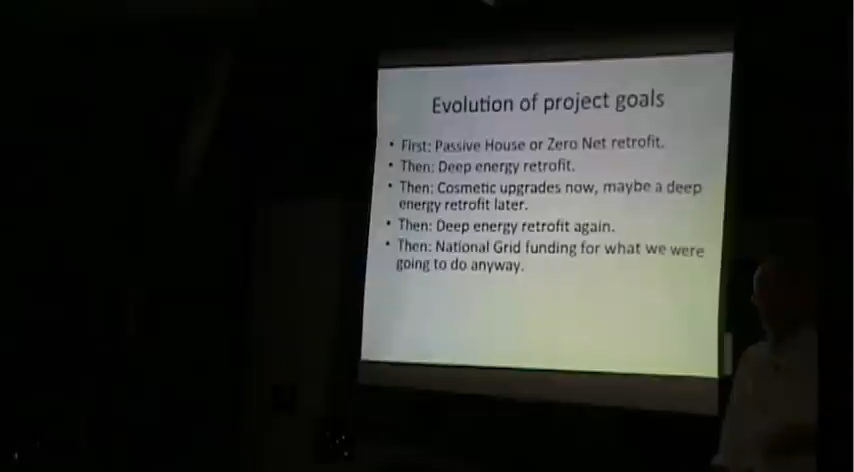 Evolution of project goals
• First: Passive House or Zero Net retrofit.
• Then: Deep energy retrofit.
• Then: Cosmetic upgrades now, maybe a deep
energy retrofit later.
• Then: Deep energy retrofit again.
• Then: National Grid funding for what we were
going to do anyway.